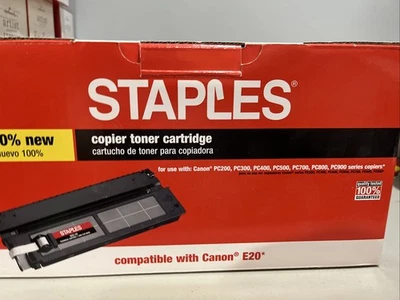 STAPLES®
0% new
nuevo 100%
copier toner cartridge
cartucho de toner para copiadora
for use with: Canon® PC200, PC300, PC400, PC500, PC700, PC800, PC900 series copiers*
quality tested
100%
GUARANTEED
STAPLES
compatible with Canon® E20*